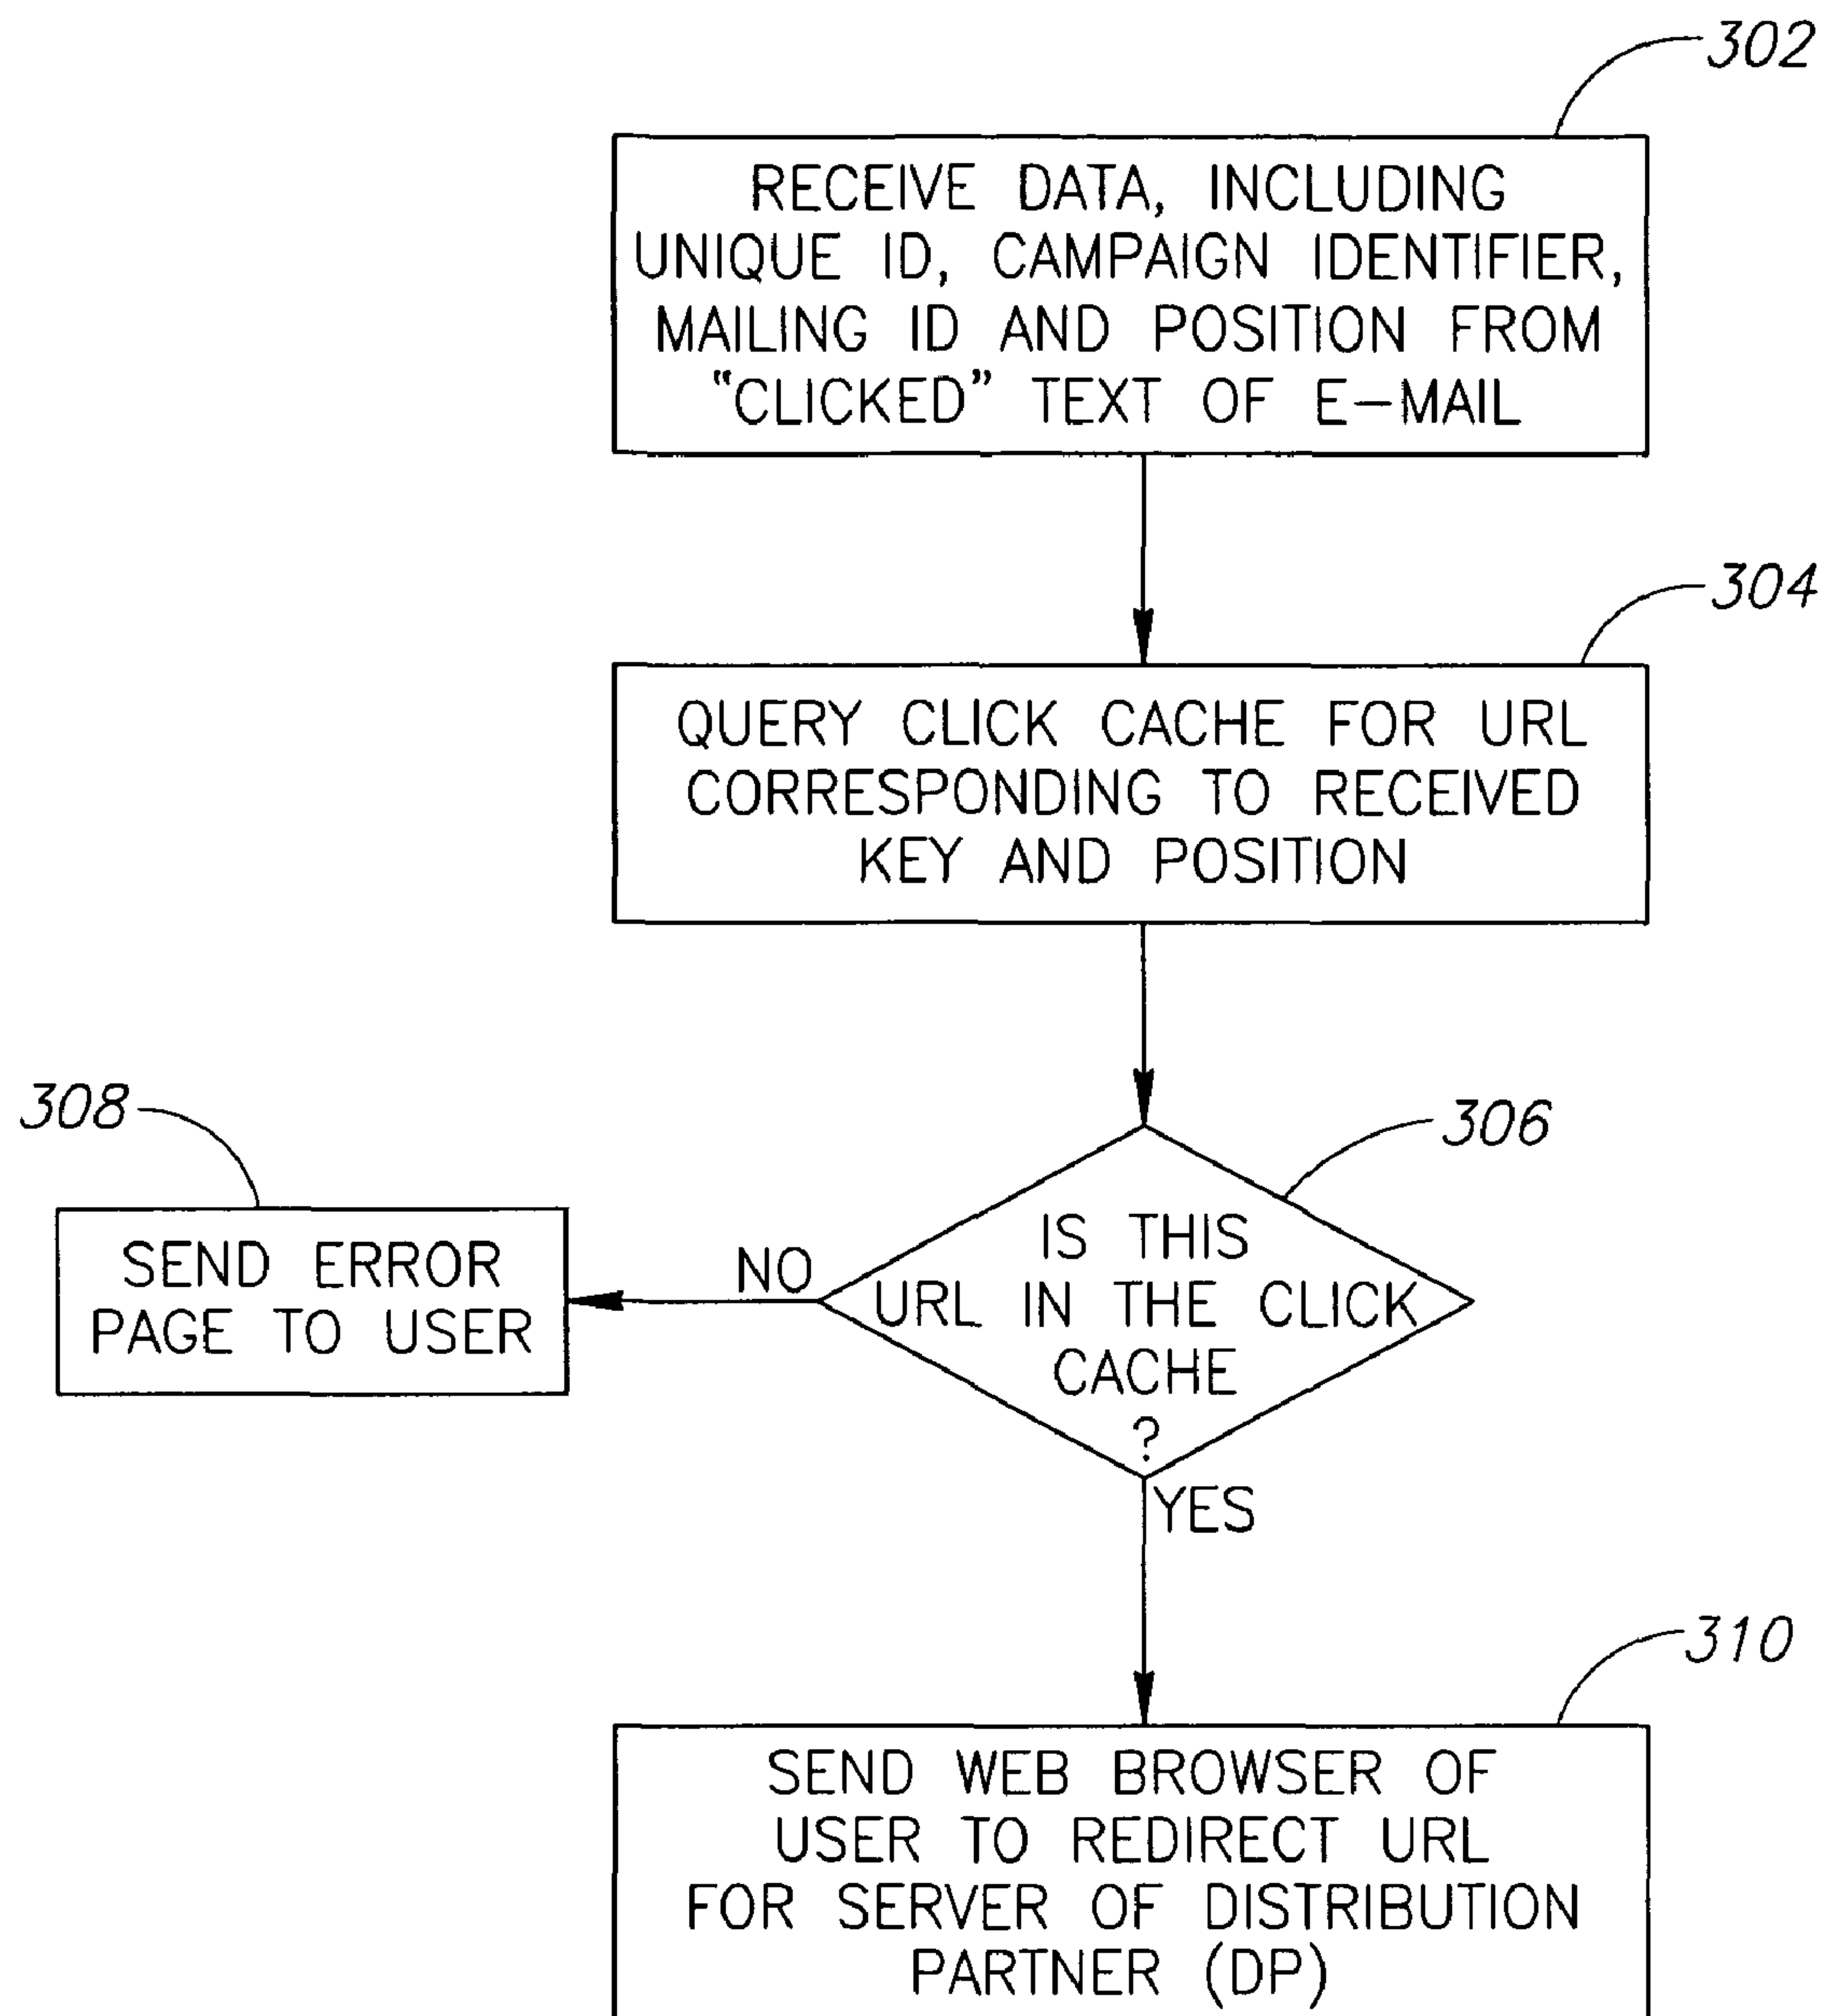 302
RECEIVE DATA, INCLUDING
UNIQUE ID, CAMPAIGN IDENTIFIER,
MAILING ID AND POSITION FROM
“CLICKED” TEXT OF E–MAIL
304
QUERY CLICK CACHE FOR URL
CORRESPONDING TO RECEIVED
KEY AND POSITION
306
IS THIS
URL IN THE CLICK
CACHE
?
NO
308
SEND ERROR
PAGE TO USER
YES
310
SEND WEB BROWSER OF
USER TO REDIRECT URL
FOR SERVER OF DISTRIBUTION
PARTNER (DP)